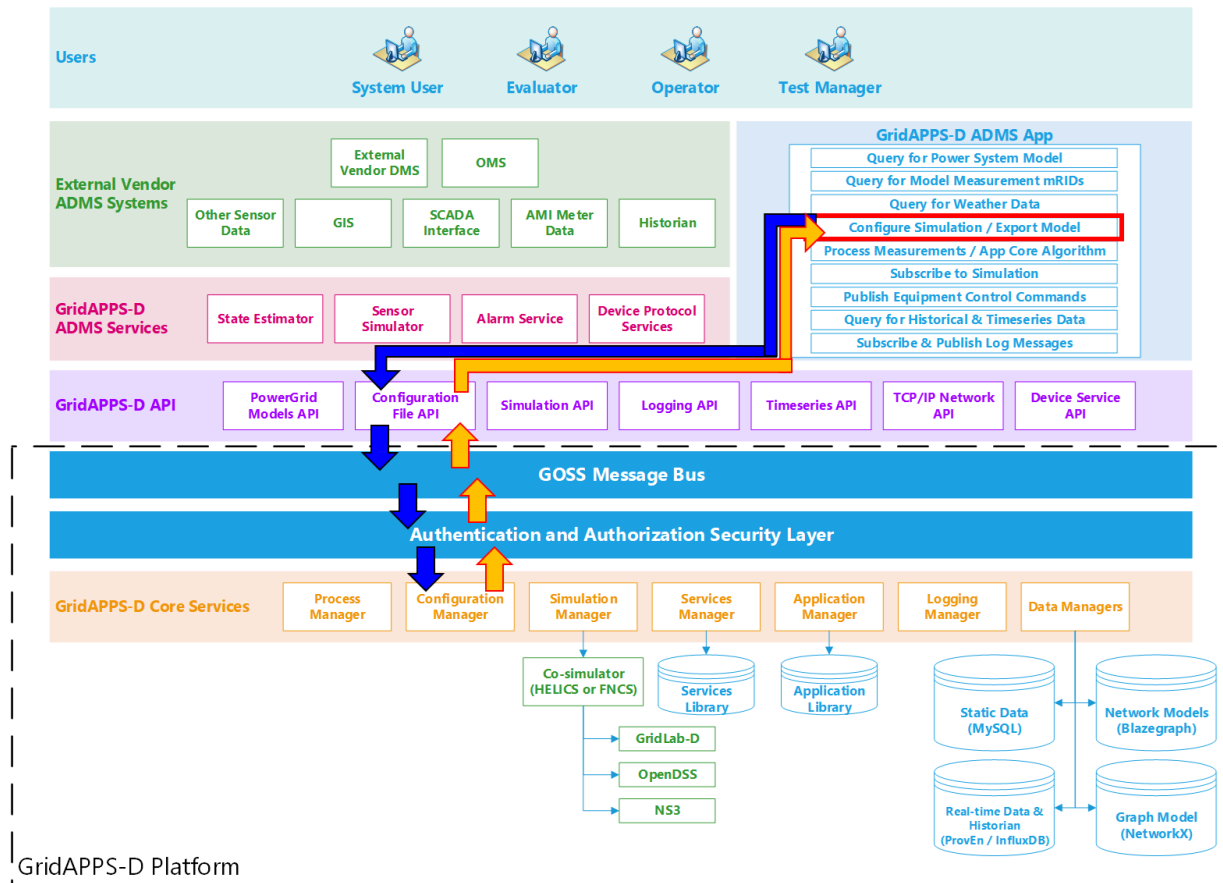 Users
System User
Evaluator
Operator
Test Manager
External Vendor
ADMS Systems
External
Vendor DMS
OMS
Other Sensor
Data
GIS
SCADA
Interface
AMI Meter
Data
Historian
GridAPPS-D ADMS App
Query for Power System Model
Query for Model Measurement mRIDs
Query for Weather Data
Configure Simulation / Export Model
Process Measurements / App Core Algorithm
Subscribe to Simulation
Publish Equipment Control Commands
Query for Historical & Timeseries Data
Subscribe & Publish Log Messages
GridAPPS-D
ADMS Services
State Estimator
Sensor
Simulator
Alarm Service
Device Protocol
Services
GridAPPS-D API
PowerGrid
Models API
Configuration
File API
Simulation API
Logging API
Timeseries API
TCP/IP Network
API
Device Service
API
GOSS Message Bus
Authentication and Authorization Security Layer
GridAPPS-D Core Services
Process
Manager
Configuration
Manager
Simulation
Manager
Services
Manager
Application
Manager
Logging
Manager
Data Managers
Co-simulator
(HELICS or FNCS)
Services
Library
Application
Library
GridLab-D
OpenDSS
NS3
Static Data
(MySQL)
Network Models
(Blazegraph)
Real-time Data &
Historian
(ProvEn / InfluxDB)
Graph Model
(NetworkX)
GridAPPS-D Platform